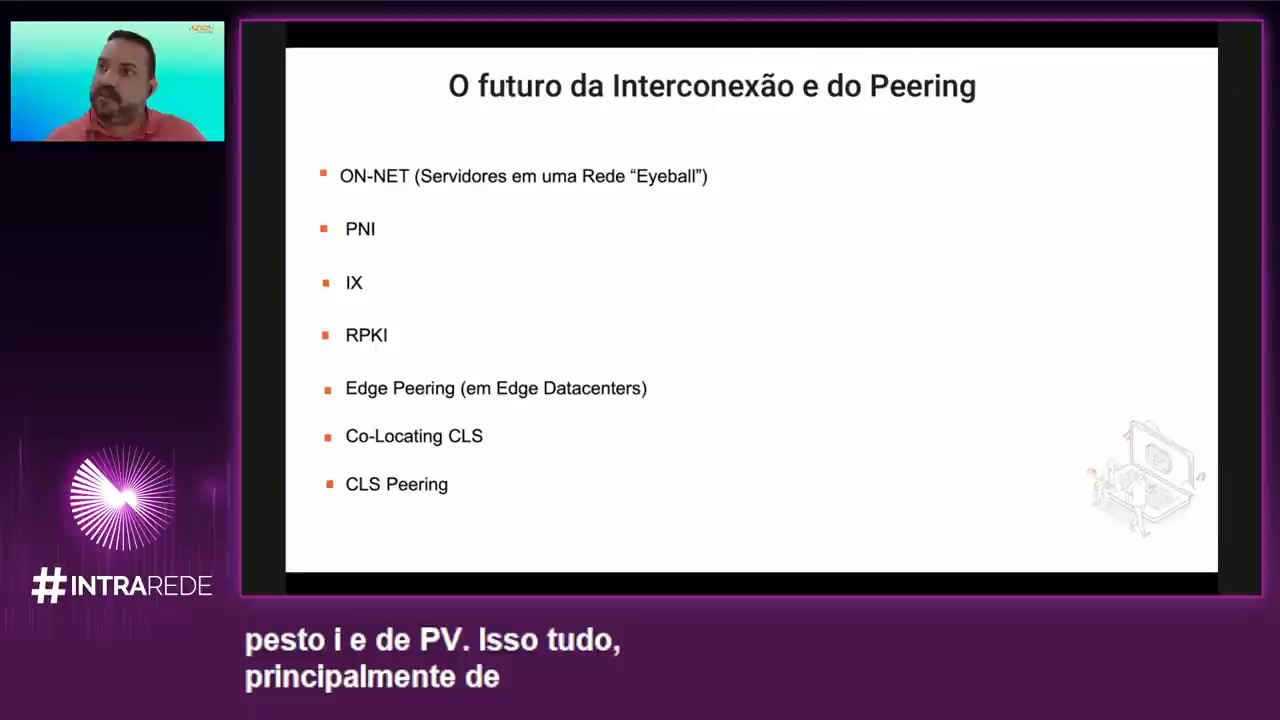 O futuro da Interconexão e do Peering
ON-NET (Servidores em uma Rede “Eyeball”)
PNI
IX
RPKI
Edge Peering (em Edge Datacenters)
Co-Locating CLS
CLS Peering
#INTRAREDE
pesto i e de PV. Isso tudo,
principalmente de